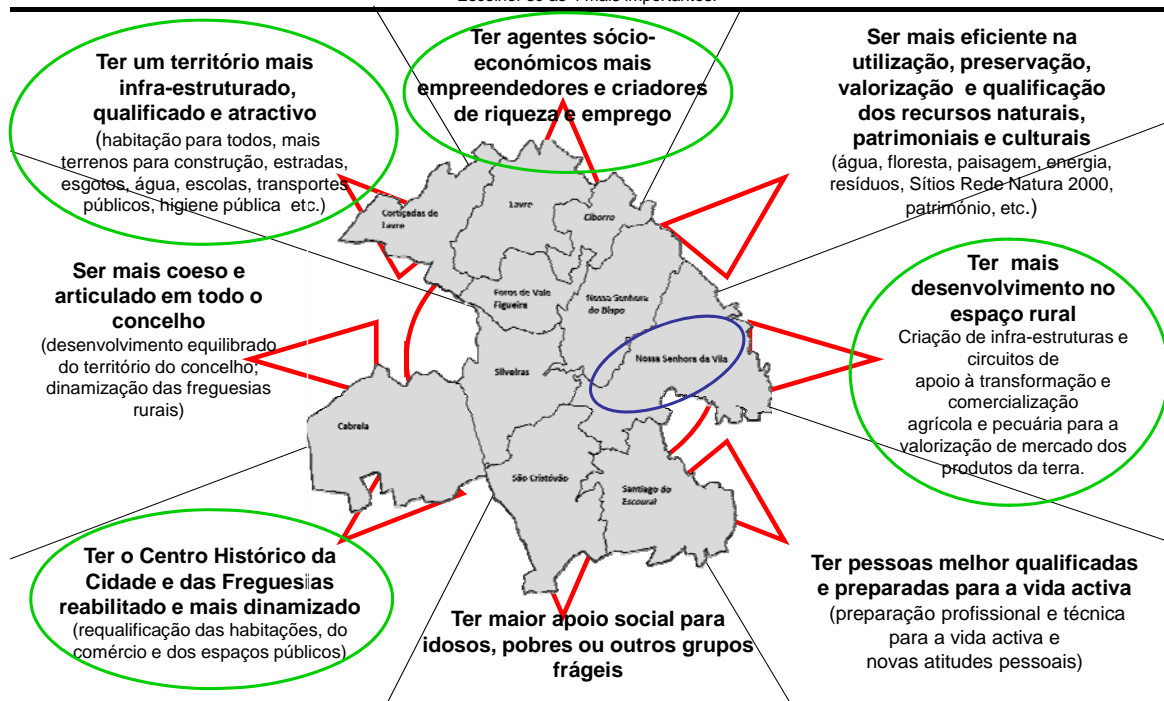 Ter um território mais
infra-estruturado,
qualificado e atractivo
(habitação para todos, mais
terrenos para construção, estradas,
esgotos, água, escolas, transportes
públicos, higiene pública etc.)
Ter agentes sócio-
económicos mais
empreendedores e criadores
de riqueza e emprego
Ser mais eficiente na
utilização, preservação,
valorização e qualificação
dos recursos naturais,
patrimoniais e culturais
(água, floresta, paisagem, energia,
resíduos, Sítios Rede Natura 2000,
património, etc.)
Ser mais coeso e
articulado em todo o
concelho
(desenvolvimento equilibrado
do território do concelho;
dinamização das freguesias
rurais)
Cortiçadas de
Lavre
Lavre
Ciborro
Foros de Vale
Figueira
Nossa Senhora
do Bispo
Nossa Senhora da Vila
Silveiras
Cabrela
São Cristóvão
Santiago do
Escoural
Ter mais
desenvolvimento no
espaço rural
Criação de infra-estruturas e
circuitos de
apoio à transformação e
comercialização
agrícola e pecuária para a
valorização de mercado dos
produtos da terra.
Ter o Centro Histórico da
Cidade e das Freguesias
reabilitado e mais dinamizado
(requalificação das habitações, do
comércio e dos espaços públicos)
Ter maior apoio social para
idosos, pobres ou outros grupos
frágeis
Ter pessoas melhor qualificadas
e preparadas para a vida activa
(preparação profissional e técnica
para a vida activa e
novas atitudes pessoais)